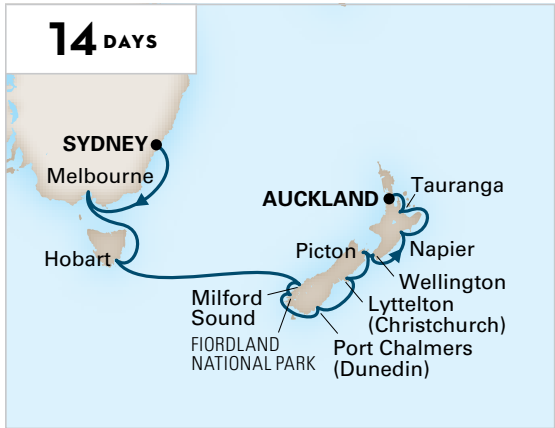 14 DAYS
SYDNEY
Melbourne
Hobart
AUCKLAND
Tauranga
Napier
Picton
Wellington
Lyttelton
(Christchurch)
Milford
Sound
FIORDLAND
NATIONAL PARK
Port Chalmers
(Dunedin)